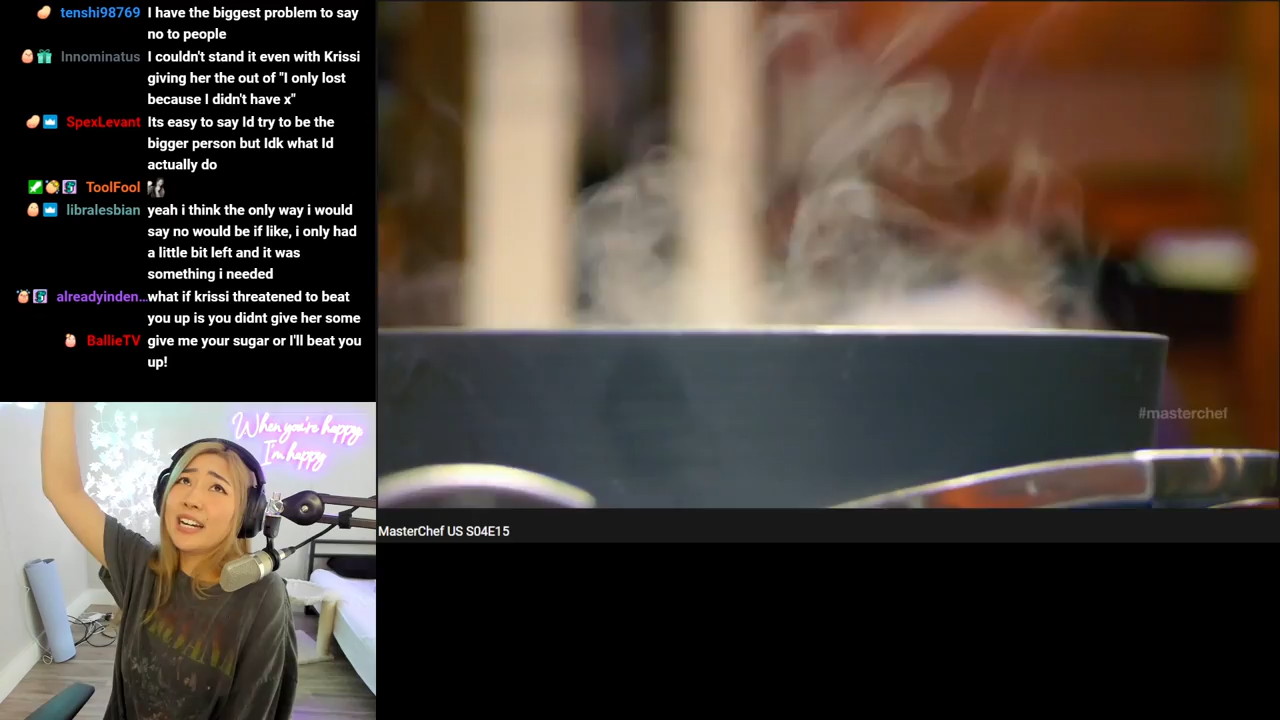 tenshi98769 I have the biggest problem to say
no to people
Innominatus I couldn't stand it even with Krissi
giving her the out of "I only lost
because I didn't have x"
SpexLevant Its easy to say Id try to be the
bigger person but Idk what Id
actually do
ToolFool
libralesbian yeah i think the only way i would
say no would be if like, i only had
a little bit left and it was
something i needed
alreadyinden… what if krissi threatened to beat
you up is you didnt give her some
BallieTV give me your sugar or I'll beat you
up!
When you're happy,
I'm happy
#masterchef
MasterChef US S04E15